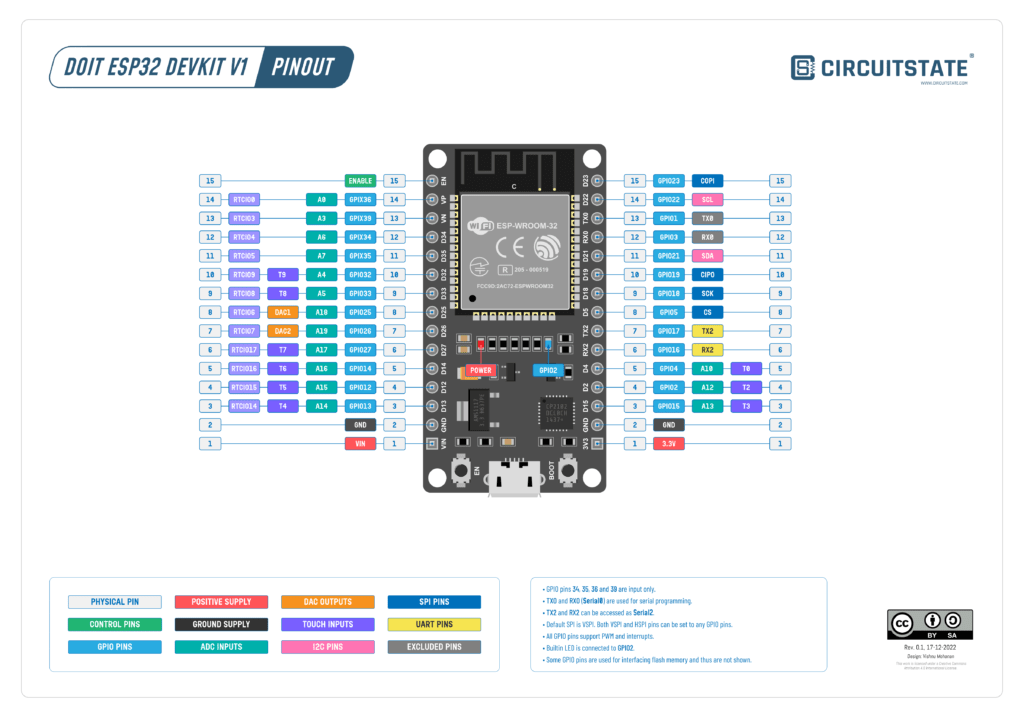 DOIT ESP32 DEVKIT V1 PINOUT
CIRCUITSTATE®
WWW.CIRCUITSTATE.COM
15 ENABLE 15 EN D23 15 GPIO23 COPI 15
14 RTCIO0 A0 GPIX36 14 VP D22 14 GPIO22 SCL 14
13 RTCIO3 A3 GPIX39 13 VN TX0 13 GPIO1 TX0 13
12 RTCIO4 A6 GPIX34 12 D34 RX0 12 GPIO3 RX0 12
11 RTCIO5 A7 GPIX35 11 D35 D21 11 GPIO21 SDA 11
10 RTCIO9 T9 A4 GPIO32 10 D32 D19 10 GPIO19 CIPO 10
9 RTCIO8 T8 A5 GPIO33 9 D33 D18 9 GPIO18 SCK 9
8 RTCIO6 DAC1 A18 GPIO25 8 D25 D5 8 GPIO5 CS 8
7 RTCIO7 DAC2 A19 GPIO26 7 D26 TX2 7 GPIO17 TX2 7
6 RTCIO17 T7 A17 GPIO27 6 D27 RX2 6 GPIO16 RX2 6
5 RTCIO16 T6 A16 GPIO14 5 D14 D4 5 GPIO4 A10 T0 5
4 RTCIO15 T5 A15 GPIO12 4 D12 D2 4 GPIO2 A12 T2 4
3 RTCIO14 T4 A14 GPIO13 3 D13 D15 3 GPIO15 A13 T3 3
2 GND 2 GND GND 2 GND 2
1 VIN 1 VIN 3V3 1 3.3V 1
C
WiFi ESP-WROOM-32
CE
R 205-000519
FCCID:2AC72-ESPWROOM32
POWER GPIO2
EN BOOT
PHYSICAL PIN POSITIVE SUPPLY DAC OUTPUTS SPI PINS
CONTROL PINS GROUND SUPPLY TOUCH INPUTS UART PINS
GPIO PINS ADC INPUTS I2C PINS EXCLUDED PINS
• GPIO pins 34, 35, 36 and 39 are input only.
• TX0 and RX0 (Serial0) are used for serial programming.
• TX2 and RX2 can be accessed as Serial2.
• Default SPI is VSPI. Both VSPI and HSPI pins can be set to any GPIO pins.
• All GPIO pins support PWM and interrupts.
• Builtin LED is connected to GPIO2.
• Some GPIO pins are used for interfacing flash memory and thus are not shown.
CC BY SA
Rev. 0.1, 17-12-2022
Design: Vishnu Mohanan